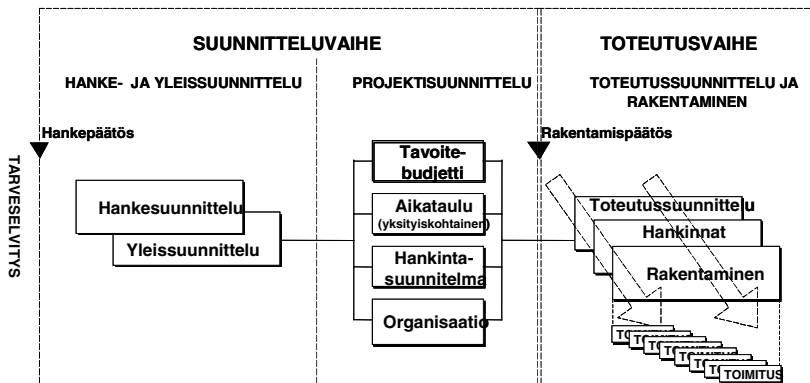 SUUNNITTELUVAIHE
TOTEUTUSVAIHE
HANKE- JA YLEISSUUNNITTELU
PROJEKTISUUNNITTELU
TOTEUTUSSUUNNITTELU JA
RAKENTAMINEN
TARVESELVITYS
Hankepäätös
Rakentamispäätös
Hankesuunnittelu
Yleissuunnittelu
Tavoite-
budjetti
Aikataulu
(yksityiskohtainen)
Hankinta-
suunnitelma
Organisaatio
Toteutussuunnittelu
Hankinnat
Rakentaminen
TOIMITUS